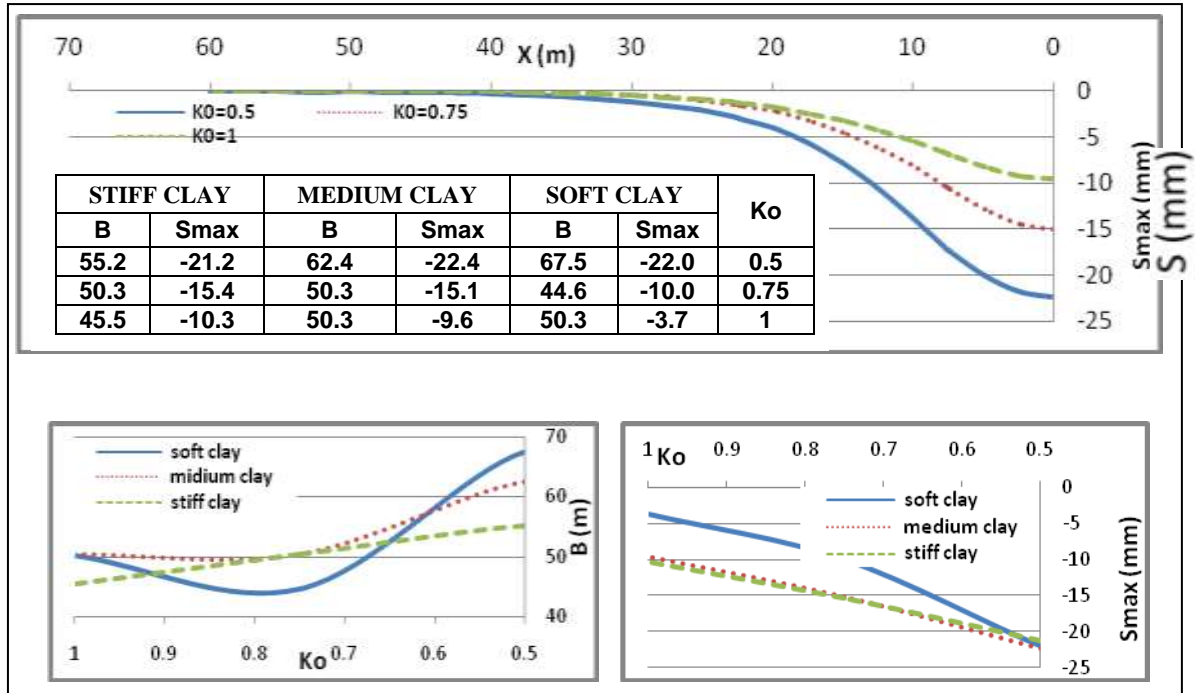 70 60 50 40 30 20 10 0
X (m)
0
-5
-10
-15
-20
-25
Smax (mm)
S (mm)
K0=0.5 K0=0.75
K0=1
STIFF CLAY MEDIUM CLAY SOFT CLAY Ko
B Smax B Smax B Smax
55.2 -21.2 62.4 -22.4 67.5 -22.0 0.5
50.3 -15.4 50.3 -15.1 44.6 -10.0 0.75
45.5 -10.3 50.3 -9.6 50.3 -3.7 1
soft clay
midium clay
stiff clay
70
60
50
40
B (m)
1 0.9 0.8 0.7 0.6 0.5
Ko
1 0.9 0.8 0.7 0.6 0.5
Ko
soft clay
medium clay
stiff clay
0
-5
-10
-15
-20
-25
Smax (mm)